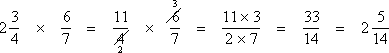 2 3/4 × 6/7 = 11/4̸ 2 × 3 6̸/7 = 11 × 3/2 × 7 = 33/14 = 2 5/14